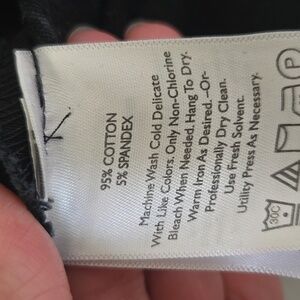 95% COTTON
5% SPANDEX
Machine Wash Cold Delicate
With Like Colors. Only Non-Chlorine
Bleach When Needed. Hang To Dry.
Warm Iron As Desired. -Or-
Professionally Dry Clean.
Use Fresh Solvent.
Utility Press As Necessary.
30C